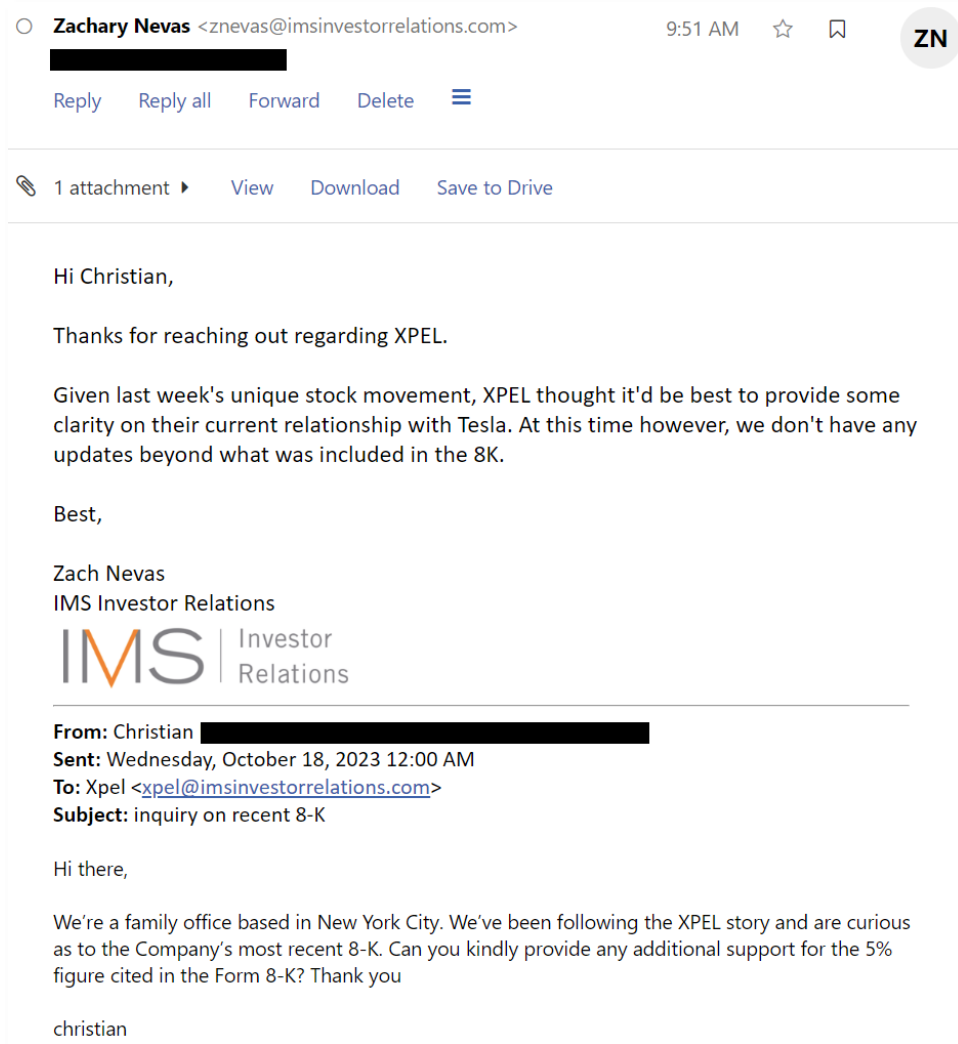 Zachary Nevas <znevas@imsinvestorrelations.com> 9:51 AM ZN
Reply Reply all Forward Delete
1 attachment View Download Save to Drive
Hi Christian,
Thanks for reaching out regarding XPEL.
Given last week's unique stock movement, XPEL thought it'd be best to provide some
clarity on their current relationship with Tesla. At this time however, we don't have any
updates beyond what was included in the 8K.
Best,
Zach Nevas
IMS Investor Relations
IMS Investor
Relations
From: Christian
Sent: Wednesday, October 18, 2023 12:00 AM
To: Xpel <xpel@imsinvestorrelations.com>
Subject: inquiry on recent 8-K
Hi there,
We’re a family office based in New York City. We’ve been following the XPEL story and are curious
as to the Company’s most recent 8-K. Can you kindly provide any additional support for the 5%
figure cited in the Form 8-K? Thank you
christian